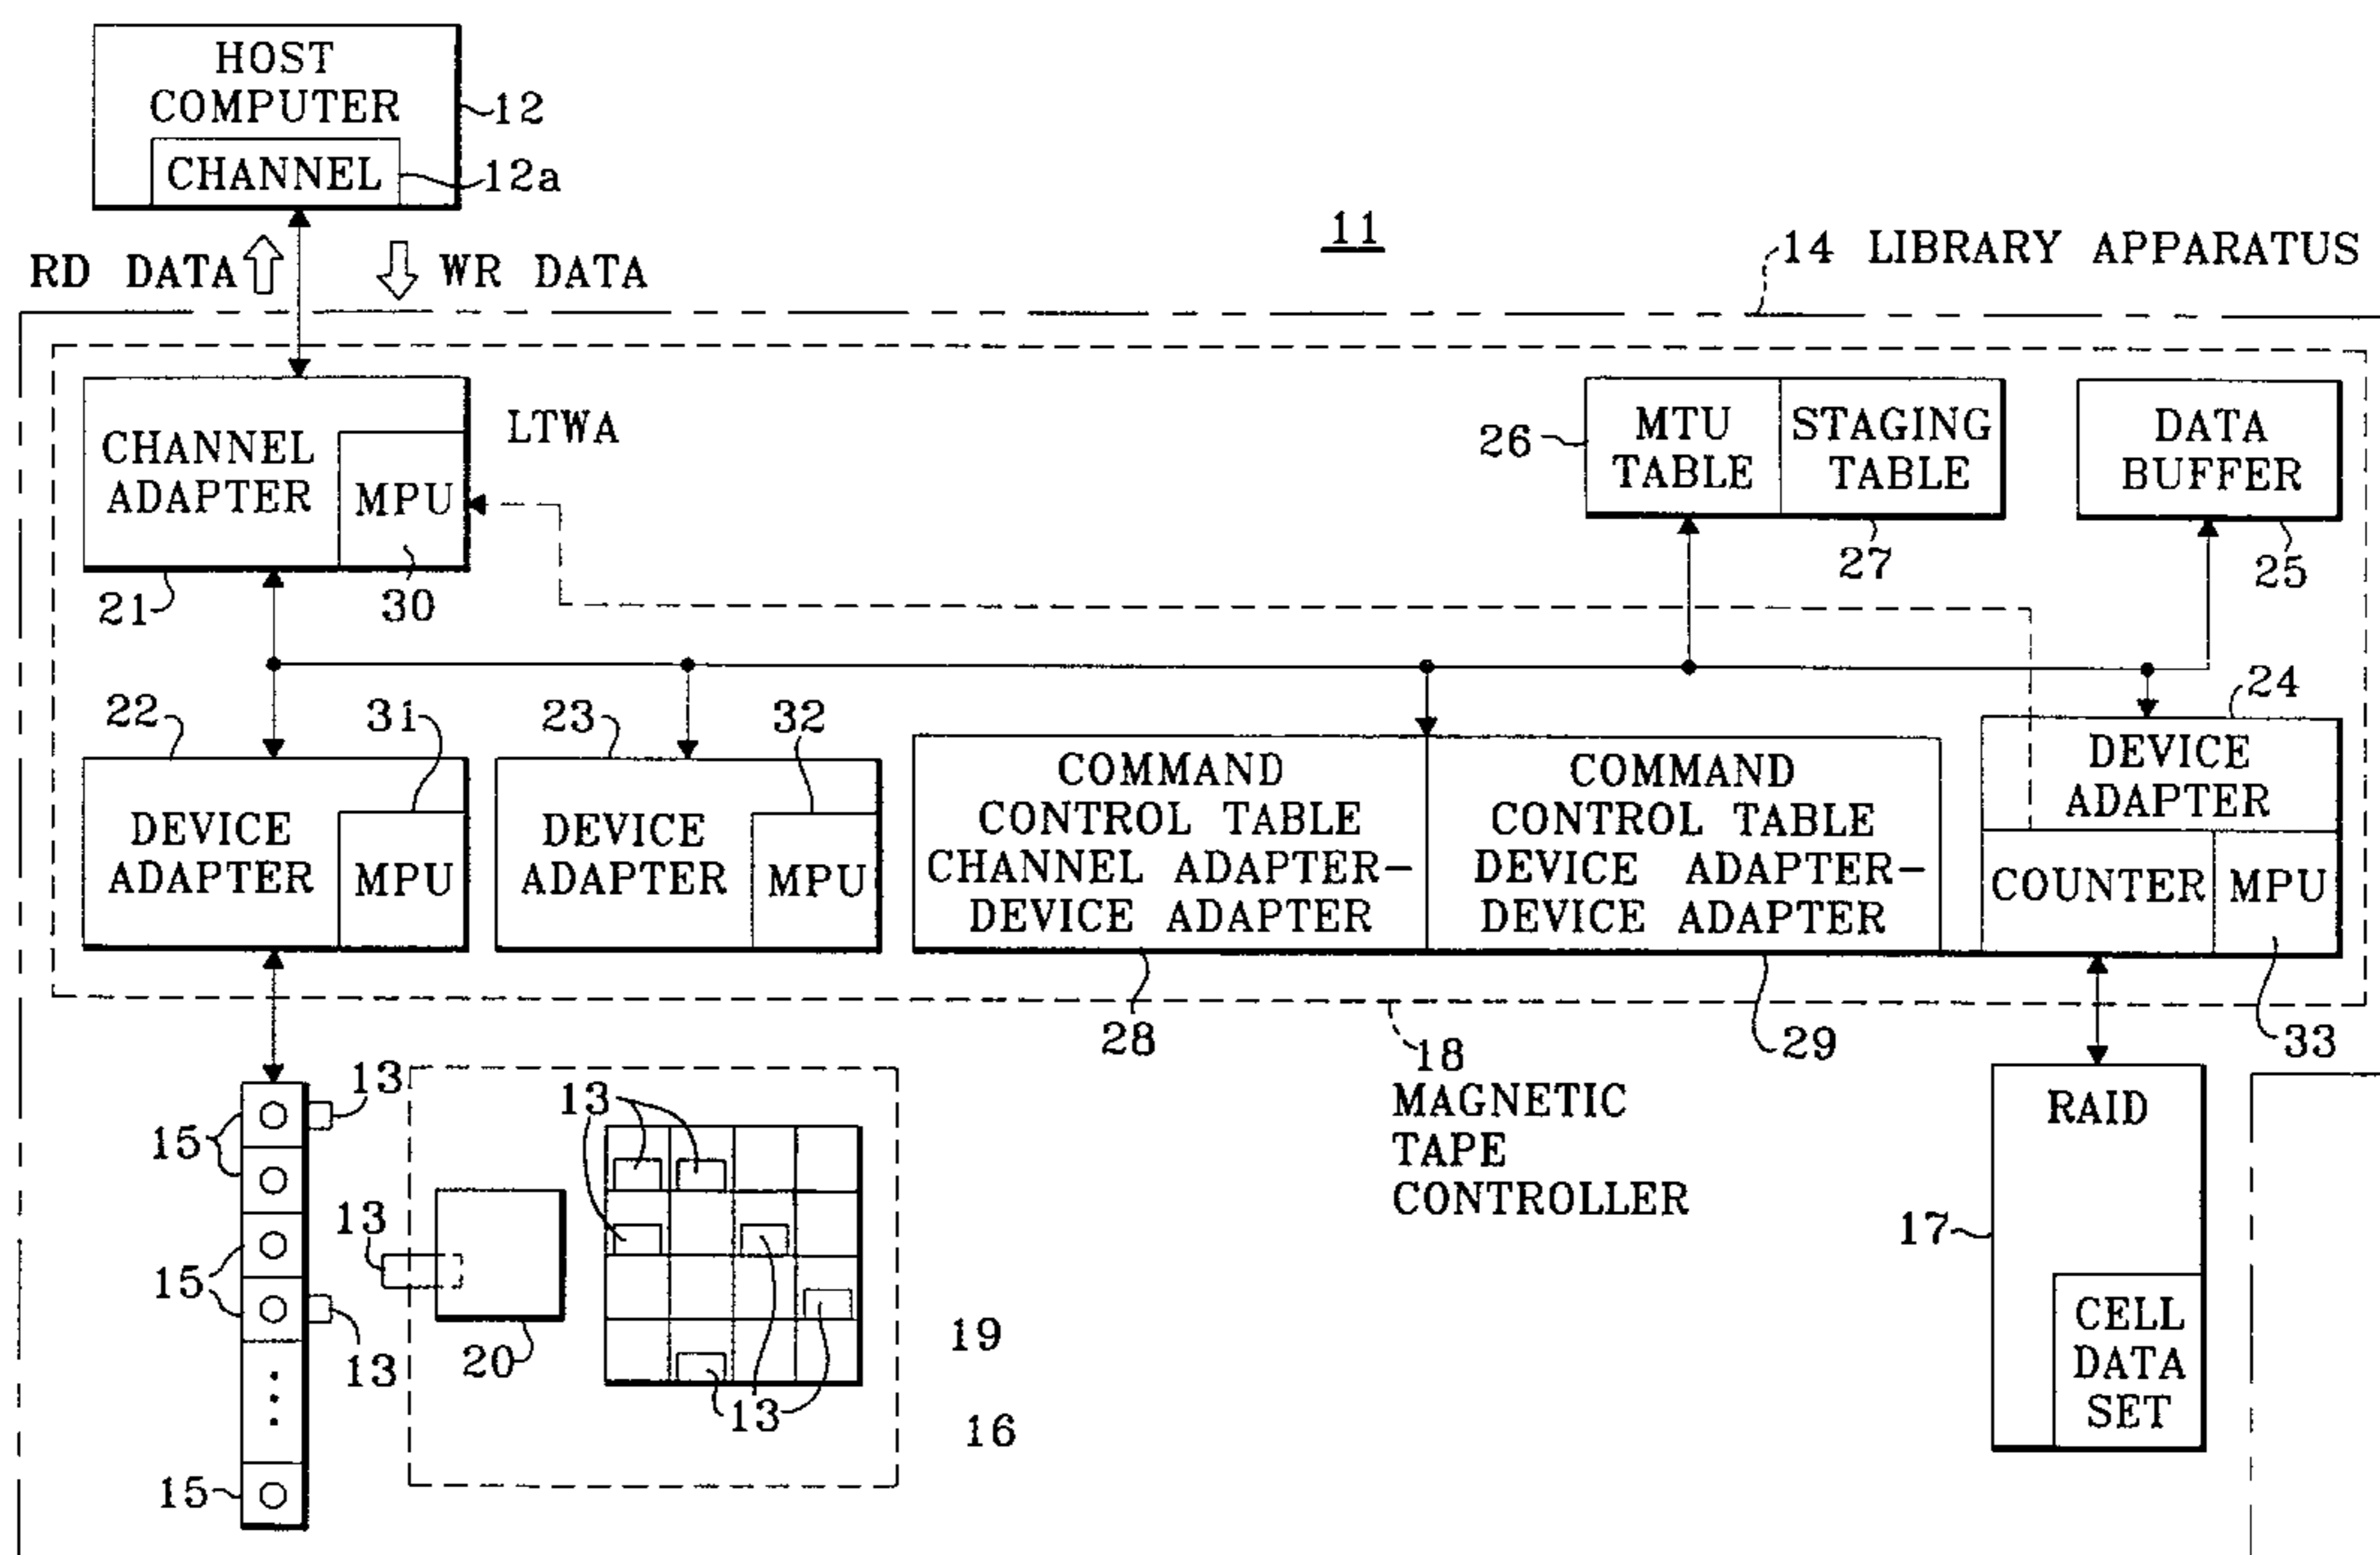 HOST
COMPUTER
12
CHANNEL
12a
11
14 LIBRARY APPARATUS
RD DATA
WR DATA
LTWA
CHANNEL
ADAPTER
MPU
26
MTU
TABLE
STAGING
TABLE
DATA
BUFFER
21
30
27
25
22
31
23
32
24
DEVICE
ADAPTER
MPU
DEVICE
ADAPTER
MPU
COMMAND
CONTROL TABLE
CHANNEL ADAPTER-
DEVICE ADAPTER
COMMAND
CONTROL TABLE
DEVICE ADAPTER-
DEVICE ADAPTER
DEVICE
ADAPTER
COUNTER
MPU
28
18
29
33
MAGNETIC
TAPE
CONTROLLER
13
15
13
13
15
13
20
13
15
19
16
RAID
17
CELL
DATA
SET